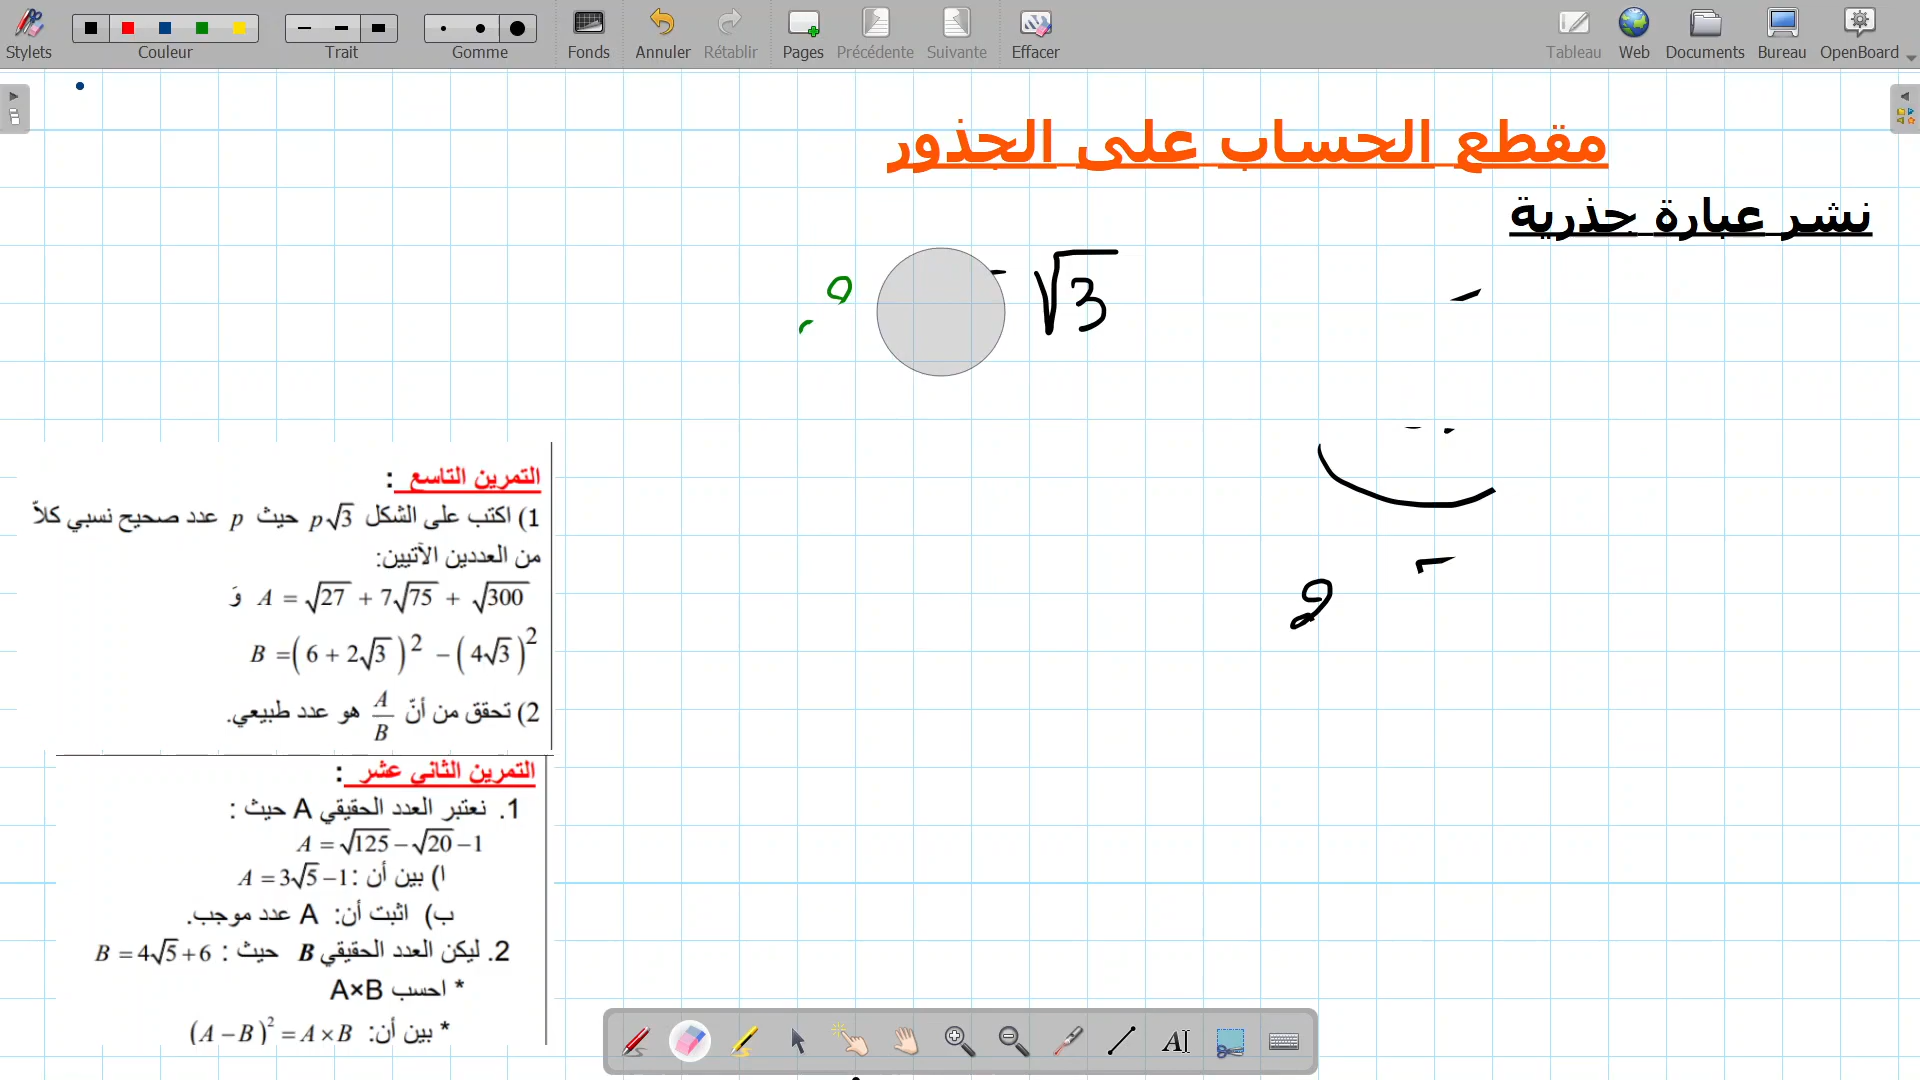 Stylets Couleur Trait Gomme Fonds Annuler Rétablir Pages Précédente Suivante Effacer Tableau Web Documents Bureau OpenBoard
مقطع الحساب على الجذور
نشر عبارة جذرية
√3
التمرين التاسع :
1) اكتب على الشكل p√3 حيث p عدد صحيح نسبي كلاّ
من العددين الآتيين:
A = √27 + 7√75 + √300 وَ
B = (6 + 2√3)² − (4√3)²
2) تحقق من أنّ A/B هو عدد طبيعي.
التمرين الثاني عشر :
1. نعتبر العدد الحقيقي A حيث :
A = √125 − √20 − 1
ا) بين أن : A = 3√5 − 1
ب) اثبت أن: A عدد موجب.
2. ليكن العدد الحقيقي B حيث : B = 4√5 + 6
* احسب A×B
* بين أن: (A − B)² = A × B